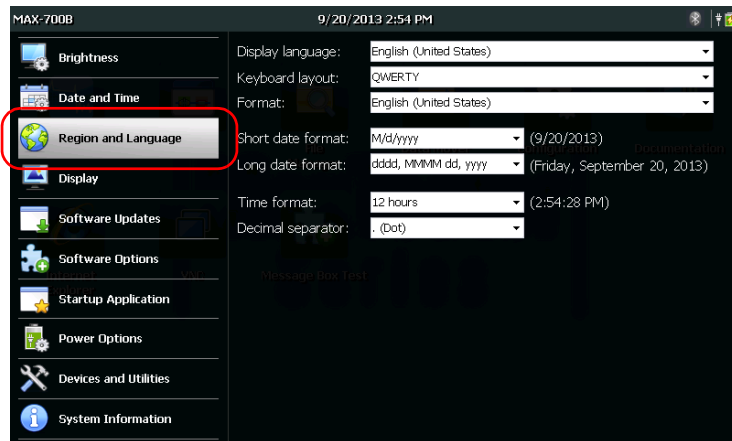 MAX-700B 9/20/2013 2:54 PM
Brightness
Date and Time
Region and Language
Display
Software Updates
Software Options
Startup Application
Power Options
Devices and Utilities
System Information
Display language: English (United States)
Keyboard layout: QWERTY
Format: English (United States)
Short date format: M/d/yyyy (9/20/2013)
Long date format: dddd, MMMM dd, yyyy (Friday, September 20, 2013)
Time format: 12 hours (2:54:28 PM)
Decimal separator: . (Dot)
Documentation
Internet Explorer
Message Box Test